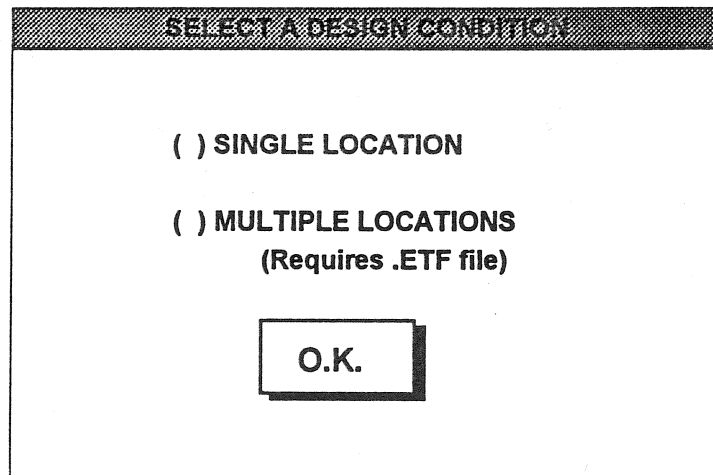 SELECT A DESIGN CONDITION
( ) SINGLE LOCATION
( ) MULTIPLE LOCATIONS
(Requires .ETF file)
O.K.